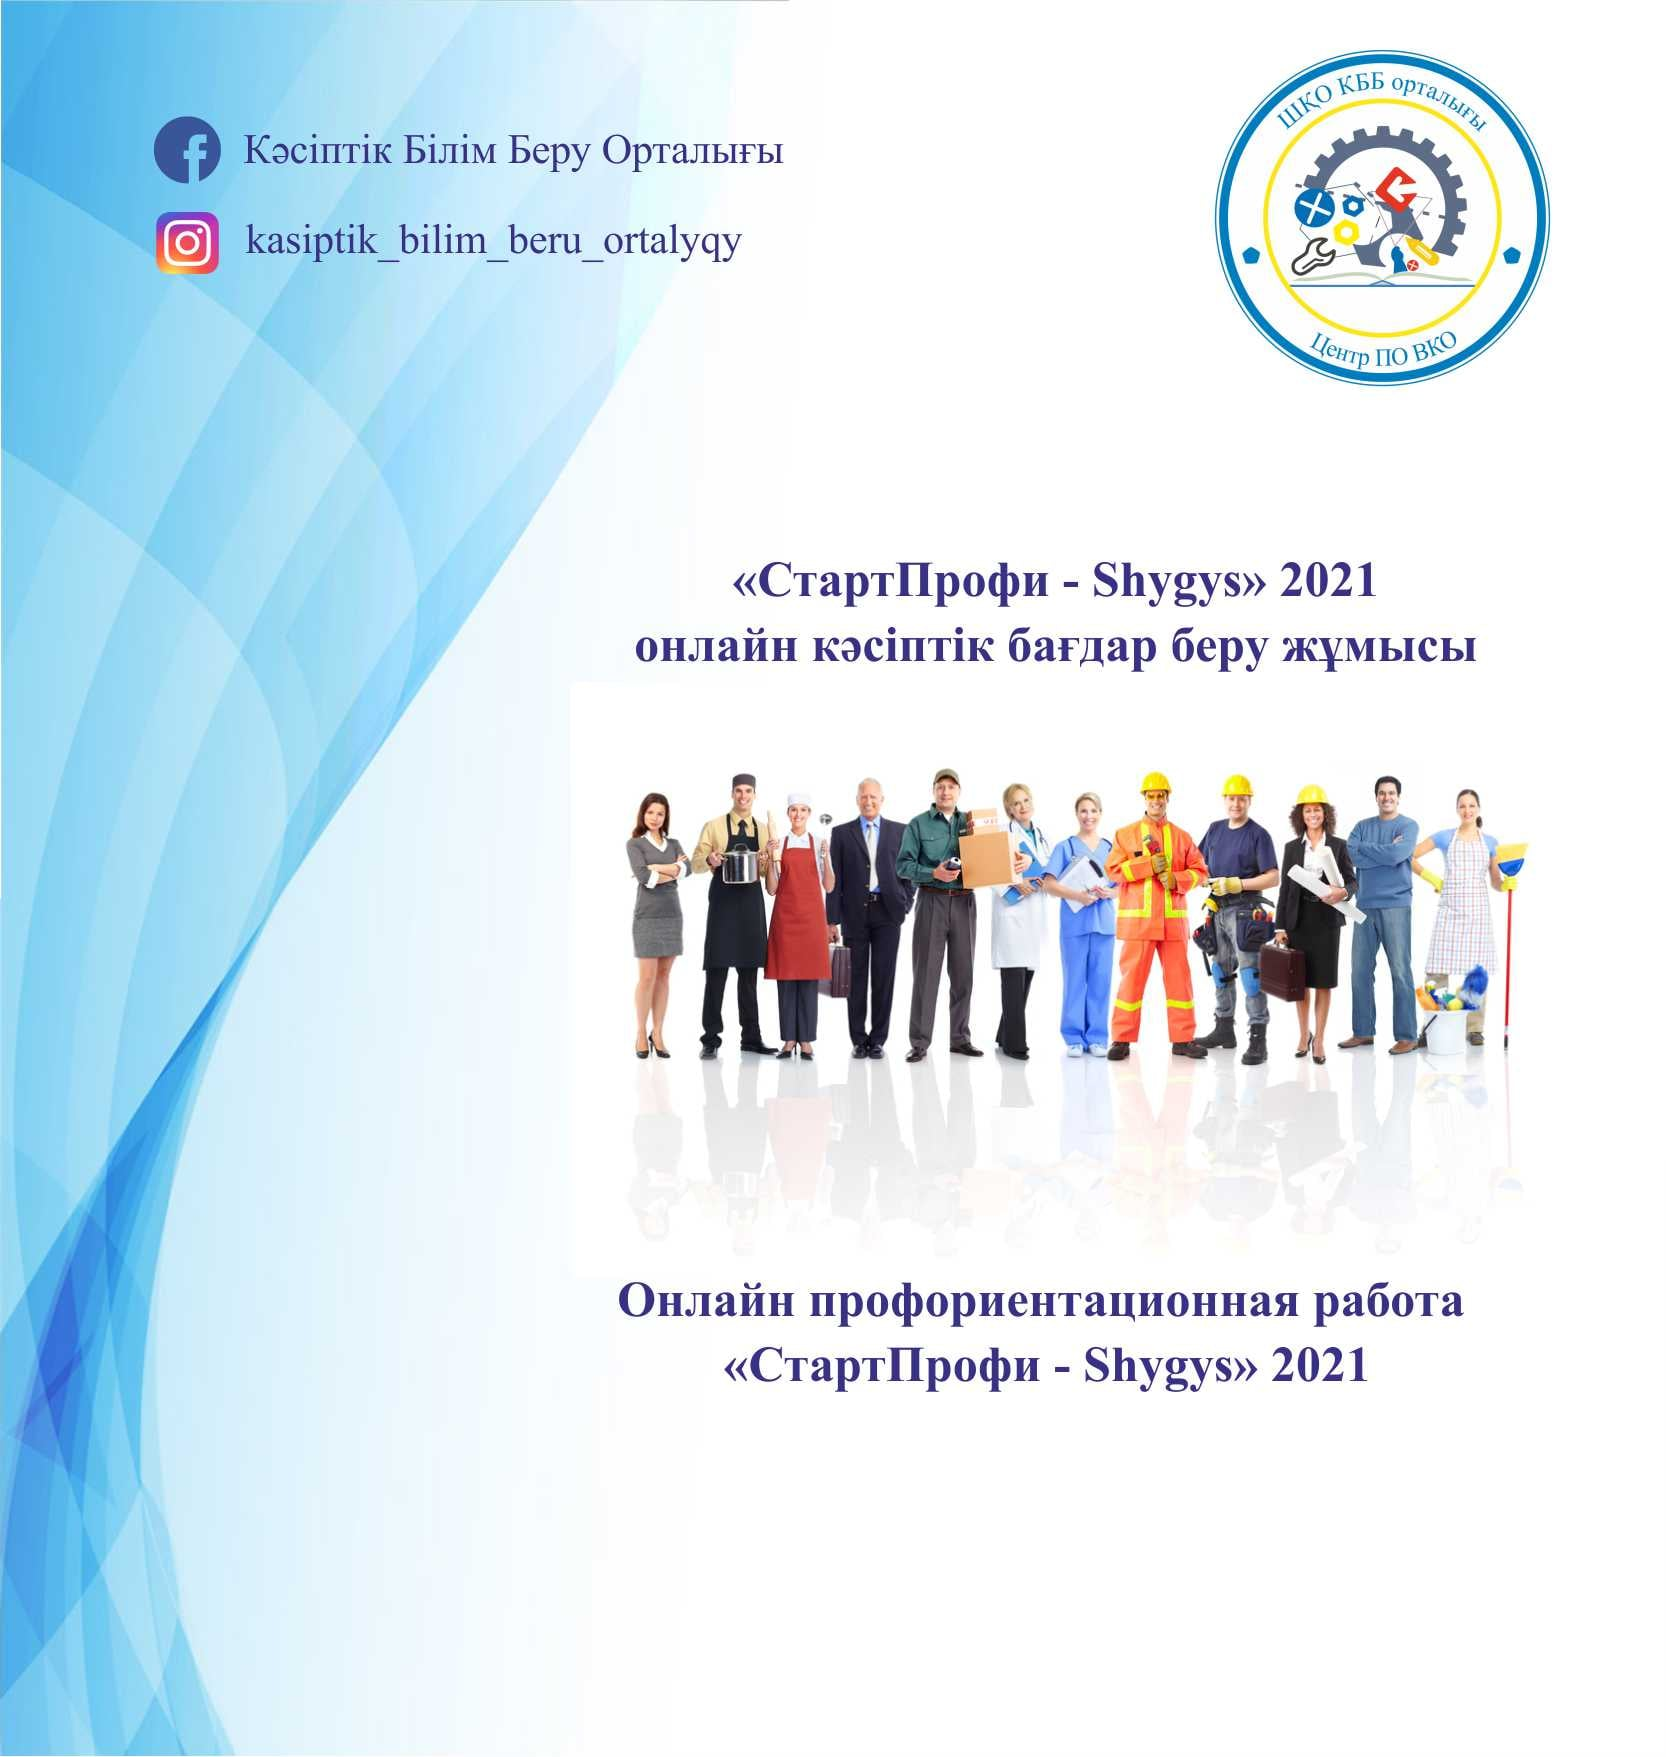 Кәсіптік Білім Беру Орталығы
kasiptik_bilim_beru_ortalyqy
ШҚО КББ орталығы
Центр ПО ВКО
«СтартПрофи - Shygys» 2021
онлайн кәсіптік бағдар беру жұмысы
Онлайн профориентационная работа
«СтартПрофи - Shygys» 2021